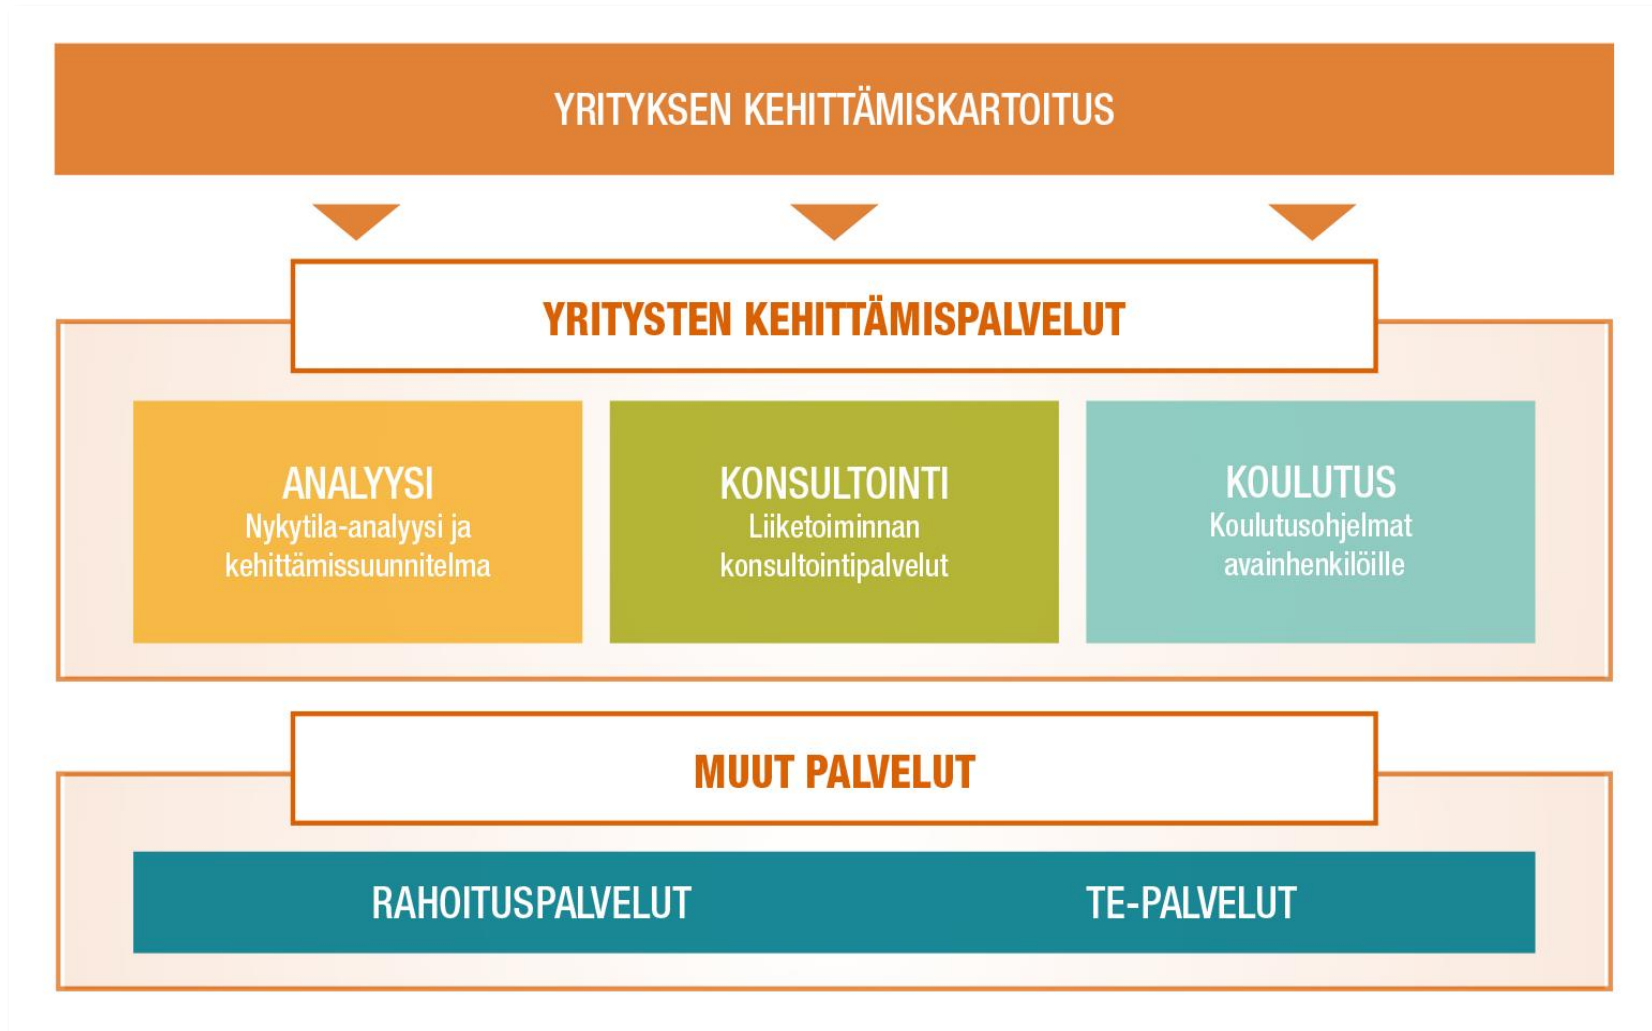 YRITYKSEN KEHITTÄMISKARTOITUS
YRITYSTEN KEHITTÄMISPALVELUT
ANALYYSI
Nykytila-analyysi ja
kehittämissuunnitelma
KONSULTOINTI
Liiketoiminnan
konsultointipalvelut
KOULUTUS
Koulutusohjelmat
avainhenkilöille
MUUT PALVELUT
RAHOITUSPALVELUT
TE-PALVELUT